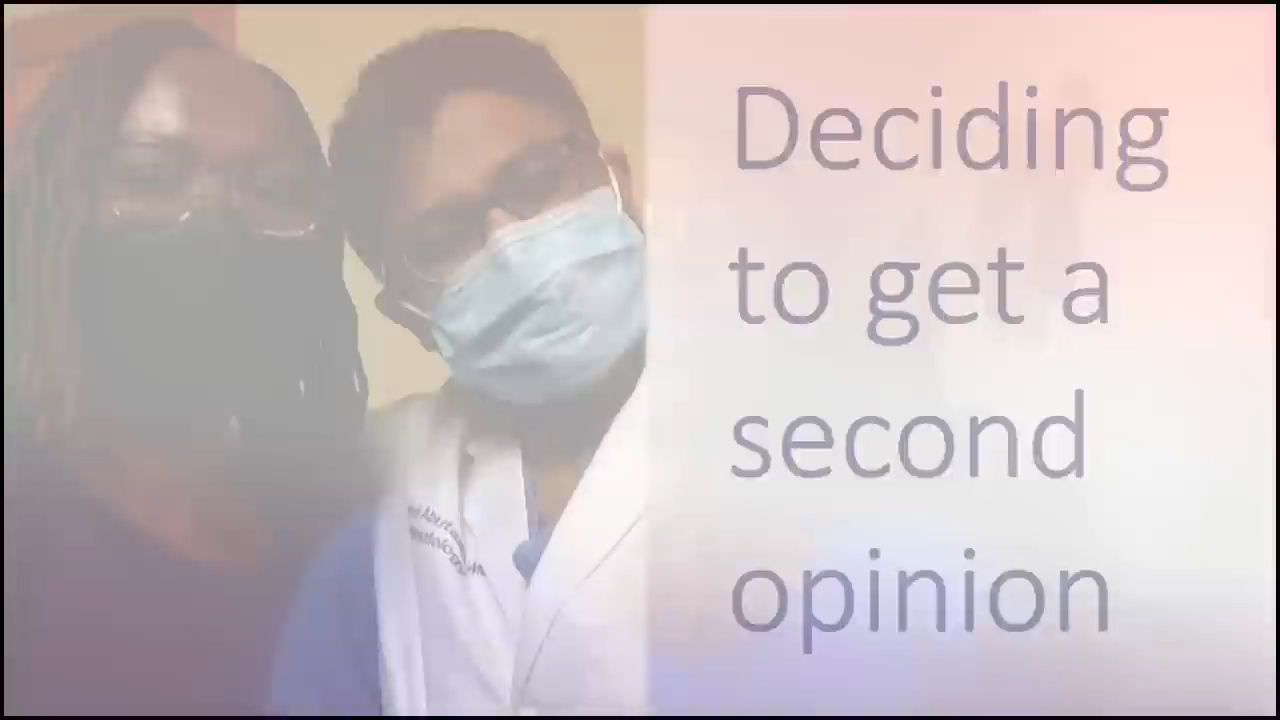 Deciding
to get a
second
opinion